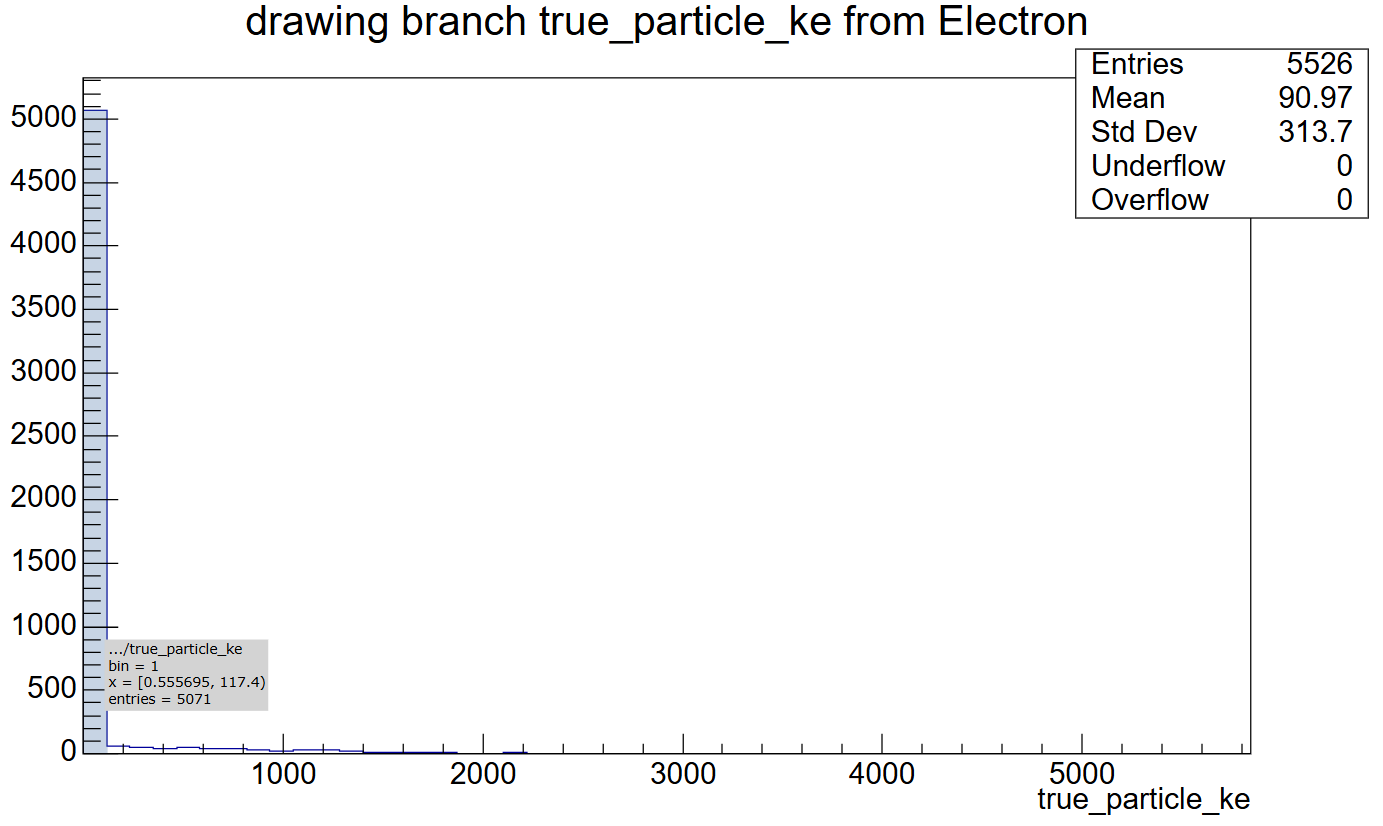 drawing branch true_particle_ke from Electron
Entries 5526
Mean 90.97
Std Dev 313.7
Underflow 0
Overflow 0
5000
4500
4000
3500
3000
2500
2000
1500
1000
500
0
.../true_particle_ke
bin = 1
x = [0.555695, 117.4)
entries = 5071
1000 2000 3000 4000 5000
true_particle_ke